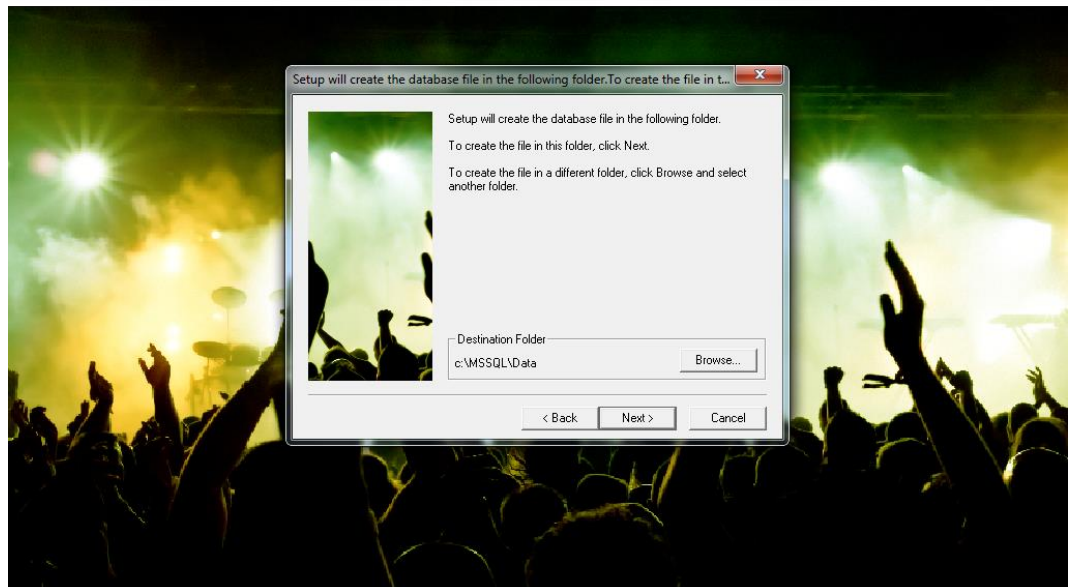 Setup will create the database file in the following folder.To create the file in t...
Setup will create the database file in the following folder.
To create the file in this folder, click Next.
To create the file in a different folder, click Browse and select
another folder.
Destination Folder
c:\MSSQL\Data
Browse...
< Back
Next >
Cancel